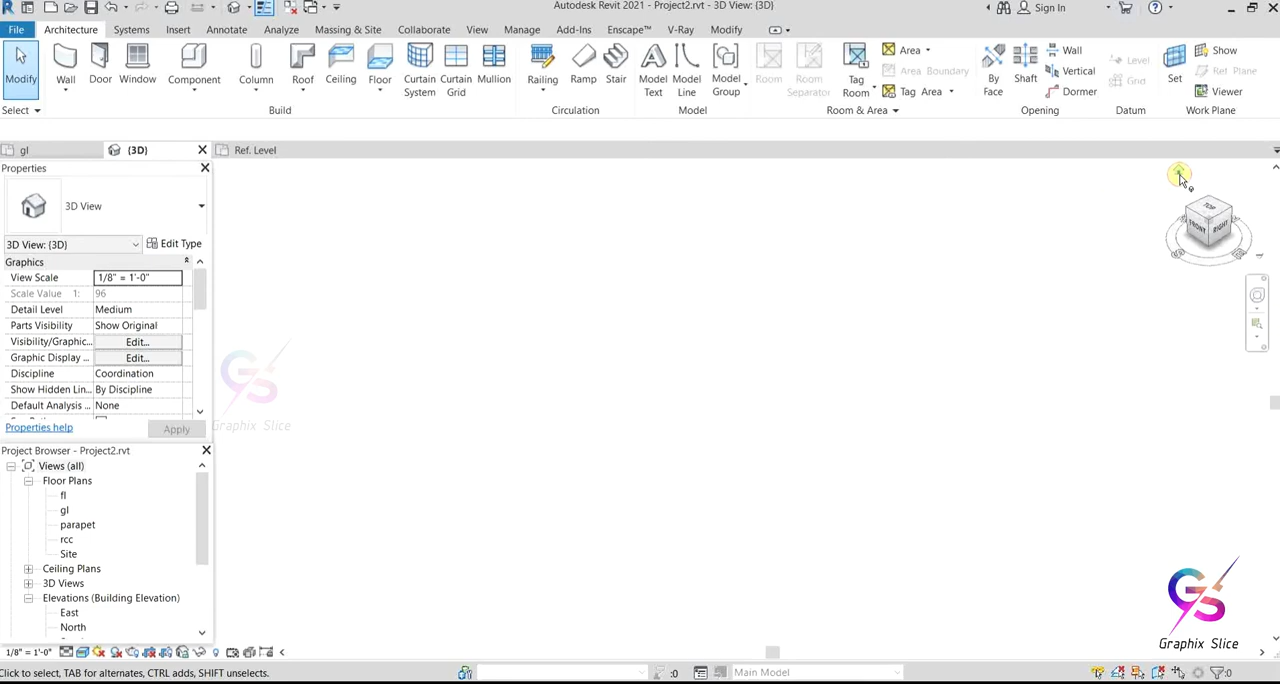 Autodesk Revit 2021 - Project2.rvt - 3D View: {3D}
Sign In
File Architecture Systems Insert Annotate Analyze Massing & Site Collaborate View Manage Add-Ins Enscape™ V-Ray Modify
Modify Wall Door Window Component Column Roof Ceiling Floor Curtain System Curtain Grid Mullion Railing Ramp Stair Model Text Model Line Model Group Room Room Separator Tag Room
Area
Area Boundary
Tag Area
By Face Shaft
Wall
Vertical
Dormer
Level
Grid
Set
Show
Ref Plane
Viewer
Select Build Circulation Model Room & Area Opening Datum Work Plane
gl {3D} Ref. Level
Properties
3D View
3D View: {3D} Edit Type
Graphics
View Scale 1/8" = 1'-0"
Scale Value 1: 96
Detail Level Medium
Parts Visibility Show Original
Visibility/Graphic... Edit...
Graphic Display ... Edit...
Discipline Coordination
Show Hidden Lin... By Discipline
Default Analysis ... None
Properties help Apply
Project Browser - Project2.rvt
Views (all)
Floor Plans
fl
gl
parapet
rcc
Site
Ceiling Plans
3D Views
Elevations (Building Elevation)
East
North
TOP
FRONT RIGHT
GS
Graphix Slice
GS
Graphix Slice
1/8" = 1'-0"
Click to select, TAB for alternates, CTRL adds, SHIFT unselects.
:0
Main Model
:0